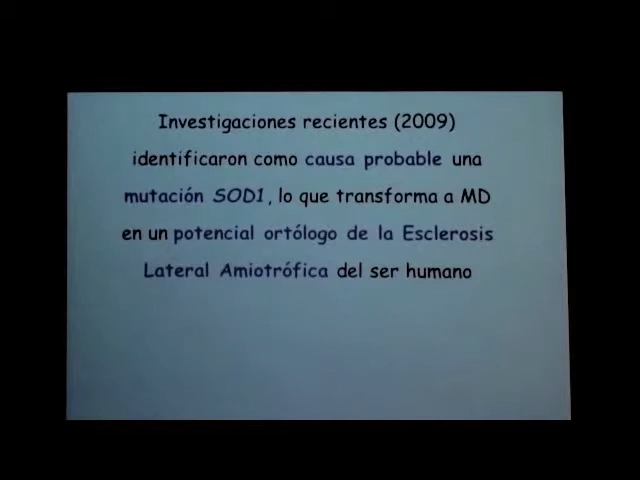 Investigaciones recientes (2009)
identificaron como causa probable una
mutación SOD1, lo que transforma a MD
en un potencial ortólogo de la Esclerosis
Lateral Amiotrófica del ser humano